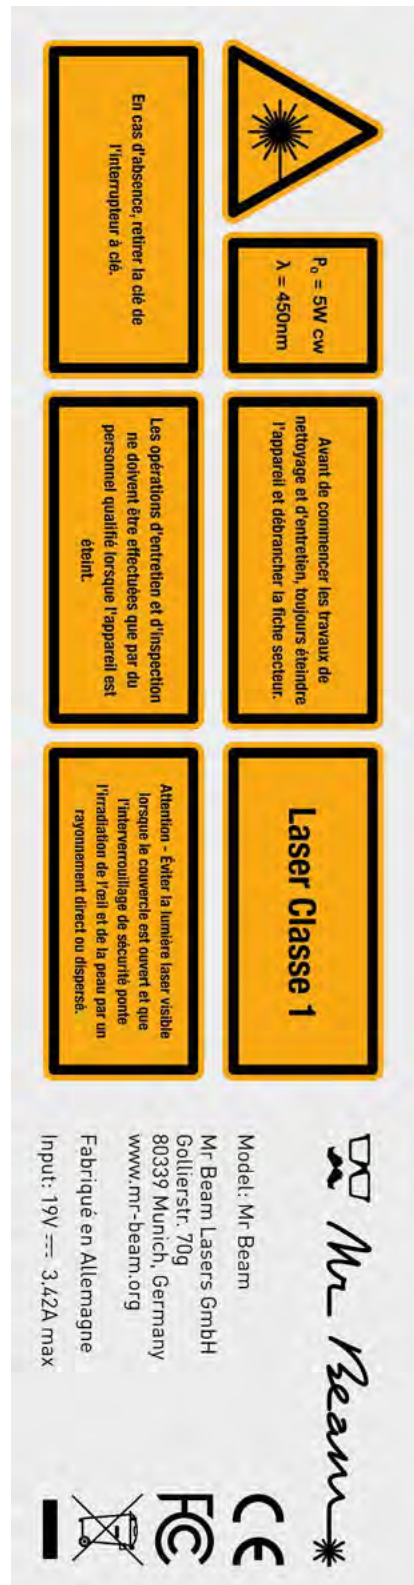 P₀ = 5W cw
λ = 450nm
Avant de commencer les travaux de
nettoyage et d'entretien, toujours éteindre
l'appareil et débrancher la fiche secteur.
Laser Classe 1
En cas d'absence, retirer la clé de
l'interrupteur à clé.
Les opérations d'entretien et d'inspection
ne doivent être effectuées que par du
personnel qualifié lorsque l'appareil est
éteint.
Attention - Éviter la lumière laser visible
lorsque le couvercle est ouvert et que
l'interverrouillage de sécurité ponte
l'irradiation de l'œil et de la peau par un
rayonnement direct ou dispersé.
Mr Beam
Model: Mr Beam
Mr Beam Lasers GmbH
Gollierstr. 70g
80339 Munich, Germany
www.mr-beam.org
Fabriqué en Allemagne
Input: 19V ⎓ 3.42A max
CE
FC